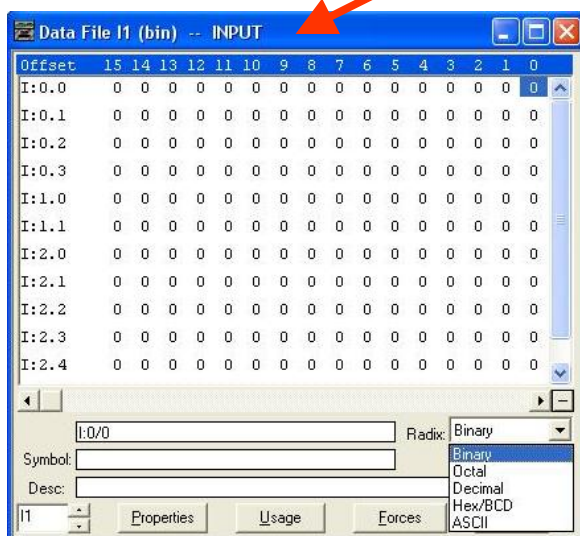 Data File I1 (bin) -- INPUT
Offset 15 14 13 12 11 10 9 8 7 6 5 4 3 2 1 0
I:0.0 0 0 0 0 0 0 0 0 0 0 0 0 0 0 0 0
I:0.1 0 0 0 0 0 0 0 0 0 0 0 0 0 0 0 0
I:0.2 0 0 0 0 0 0 0 0 0 0 0 0 0 0 0 0
I:0.3 0 0 0 0 0 0 0 0 0 0 0 0 0 0 0 0
I:1.0 0 0 0 0 0 0 0 0 0 0 0 0 0 0 0 0
I:1.1 0 0 0 0 0 0 0 0 0 0 0 0 0 0 0 0
I:2.0 0 0 0 0 0 0 0 0 0 0 0 0 0 0 0 0
I:2.1 0 0 0 0 0 0 0 0 0 0 0 0 0 0 0 0
I:2.2 0 0 0 0 0 0 0 0 0 0 0 0 0 0 0 0
I:2.3 0 0 0 0 0 0 0 0 0 0 0 0 0 0 0 0
I:2.4 0 0 0 0 0 0 0 0 0 0 0 0 0 0 0 0
I:0/0 Radix: Binary
Symbol: Binary
Octal
Desc: Decimal
I1 Properties Usage Forces Hex/BCD
ASCII